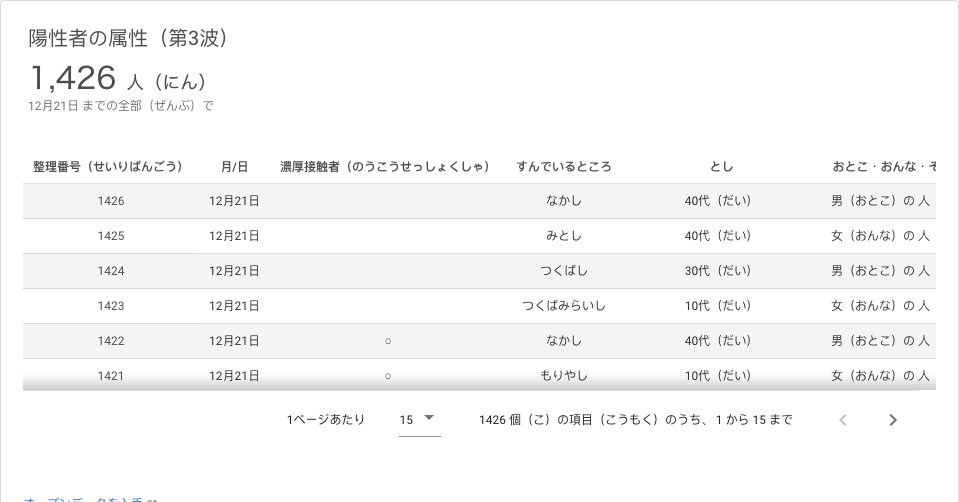 陽性者の属性（第3波）
1,426 人（にん）
12月21日 までの全部（ぜんぶ）で
整理番号（せいりばんごう） 月/日 濃厚接触者（のうこうせっしょくしゃ） すんでいるところ とし おとこ・おんな・そ
1426 12月21日 なかし 40代（だい） 男（おとこ）の 人
1425 12月21日 みとし 40代（だい） 女（おんな）の 人
1424 12月21日 つくばし 30代（だい） 男（おとこ）の 人
1423 12月21日 つくばみらいし 10代（だい） 女（おんな）の 人
1422 12月21日 ○ なかし 40代（だい） 男（おとこ）の 人
1421 12月21日 ○ もりやし 10代（だい） 女（おんな）の 人
1ページあたり 15 1426 個（こ）の項目（こうもく）のうち、1 から 15 まで
オープンデータを入手